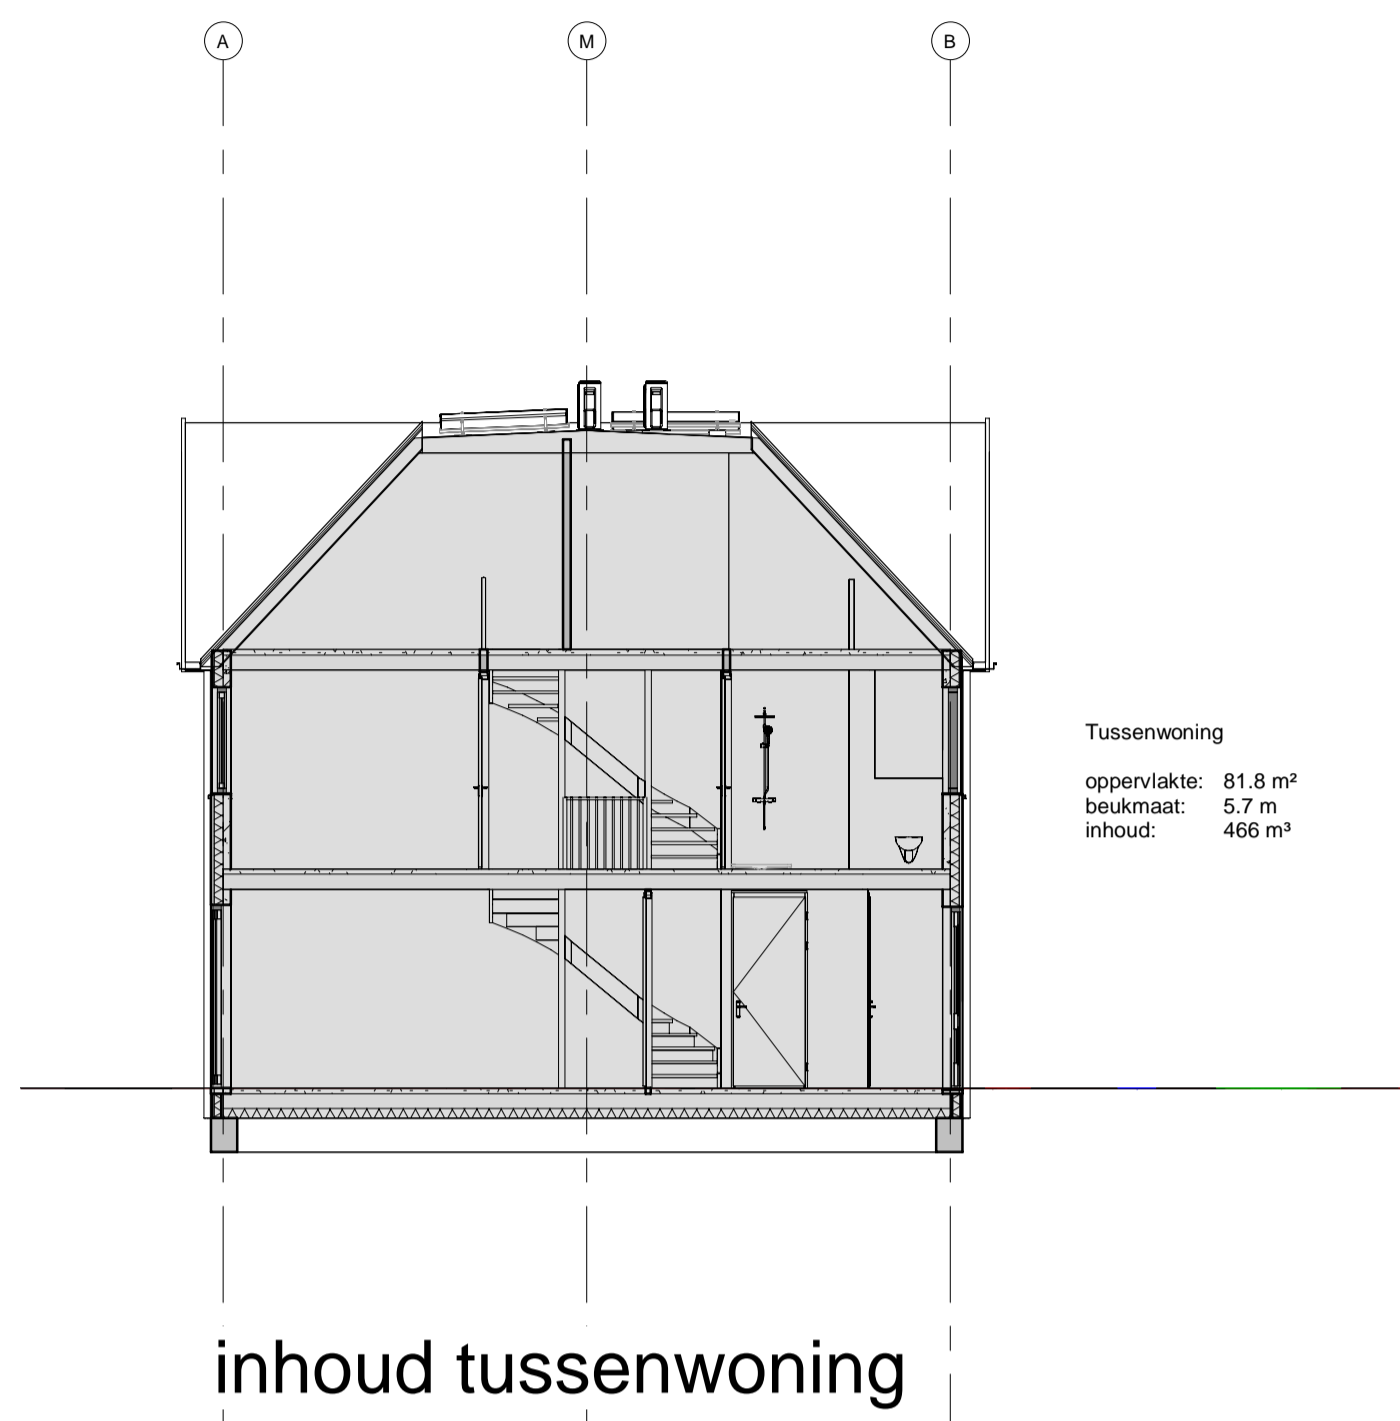 A M B
Tussenwoning
oppervlakte: 81.8 m²
beukmaat: 5.7 m
inhoud: 466 m³
inhoud tussenwoning